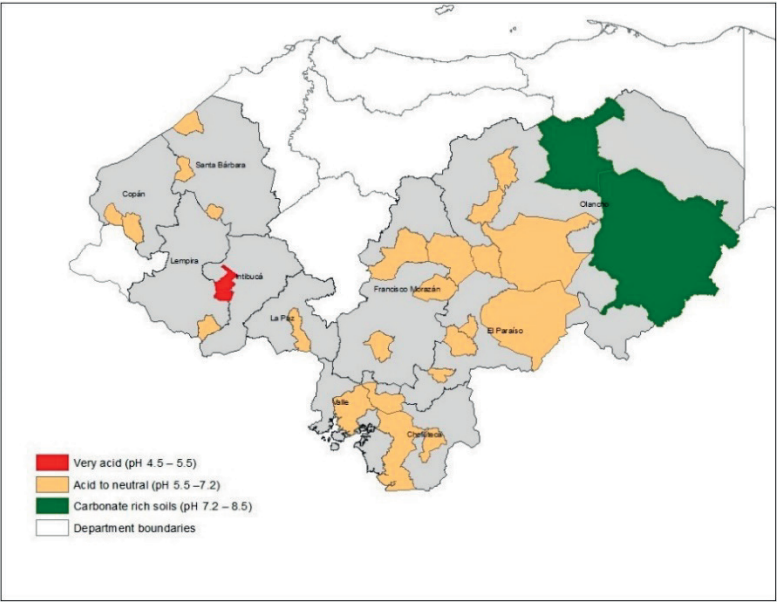 Santa Bárbara
Copán
Olancho
Lempira
Intibucá
Francisco Morazán
La Paz
El Paraíso
Valle
Choluteca
Very acid (pH 4.5 – 5.5)
Acid to neutral (pH 5.5 –7.2)
Carbonate rich soils (pH 7.2 – 8.5)
Department boundaries